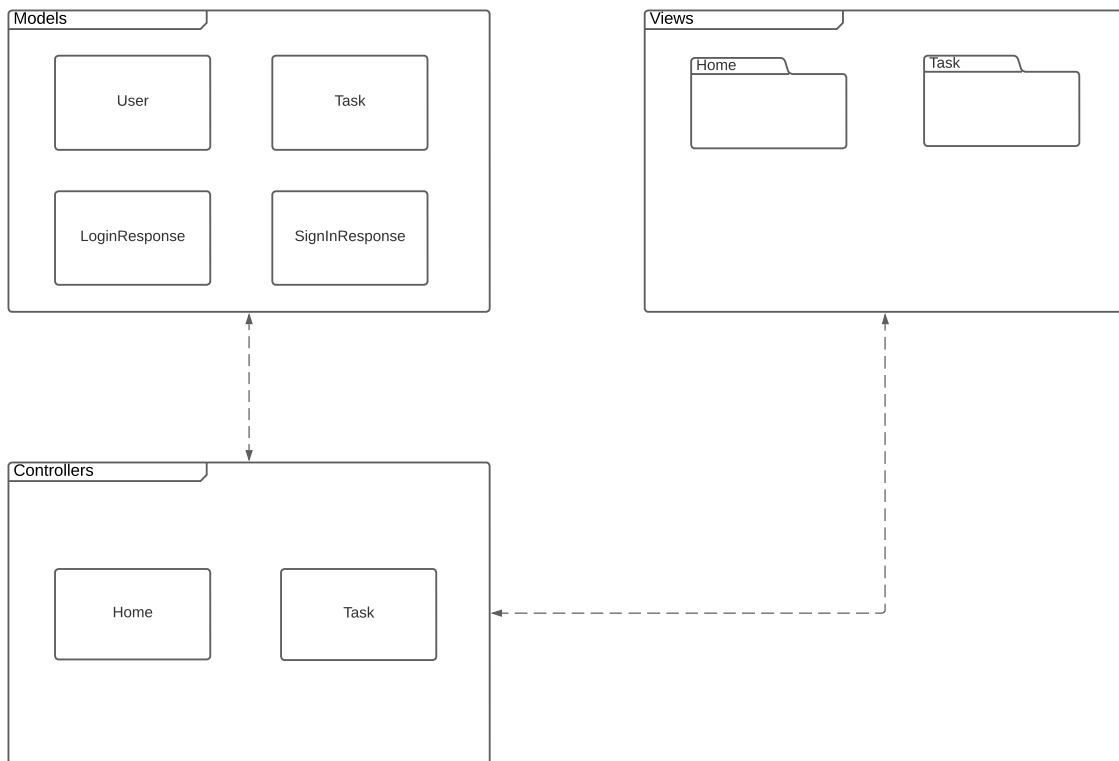 Models
User
Task
LoginResponse
SignInResponse
Views
Home
Task
Controllers
Home
Task